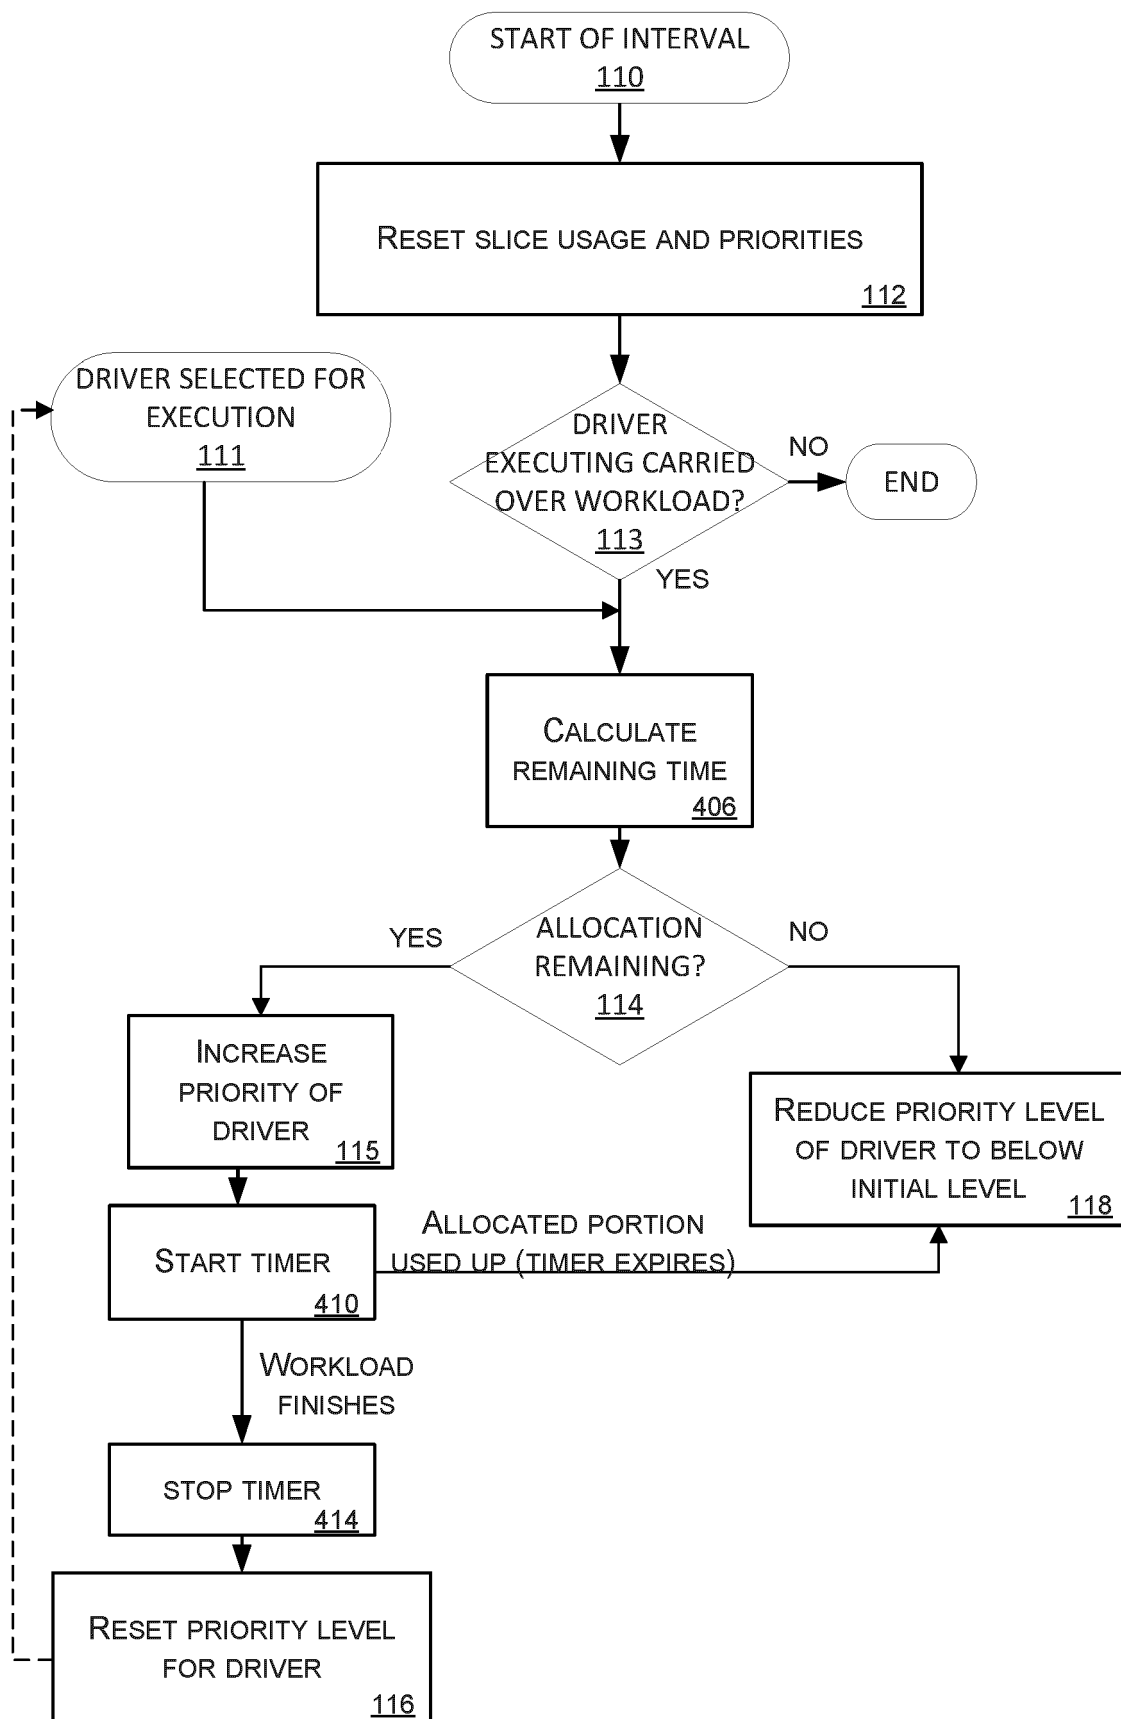 START OF INTERVAL
110
RESET SLICE USAGE AND PRIORITIES
112
DRIVER SELECTED FOR
EXECUTION
111
DRIVER
EXECUTING CARRIED
OVER WORKLOAD?
113
NO
END
YES
CALCULATE
REMAINING TIME
406
YES
ALLOCATION
REMAINING?
114
NO
INCREASE
PRIORITY OF
DRIVER
115
REDUCE PRIORITY LEVEL
OF DRIVER TO BELOW
INITIAL LEVEL
118
START TIMER
410
ALLOCATED PORTION
USED UP (TIMER EXPIRES)
WORKLOAD
FINISHES
STOP TIMER
414
RESET PRIORITY LEVEL
FOR DRIVER
116